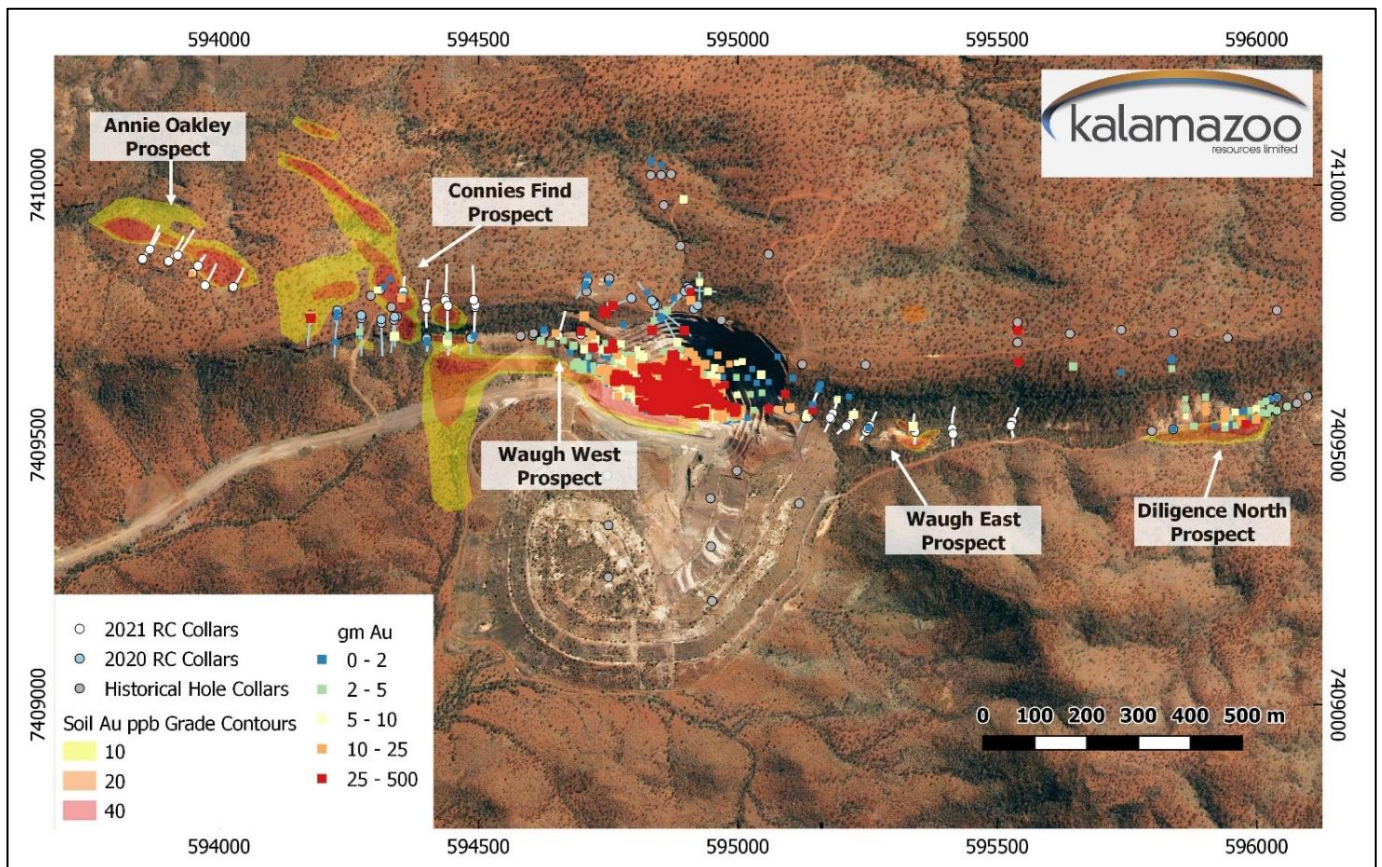 594000 594500 595000 595500 596000
7410000
7409500
7409000
7410000
7409500
7409000
kalamazoo
resources limited
Annie Oakley
Prospect
Connies Find
Prospect
Waugh West
Prospect
Waugh East
Prospect
Diligence North
Prospect
2021 RC Collars
2020 RC Collars
Historical Hole Collars
Soil Au ppb Grade Contours
10
20
40
gm Au
0 - 2
2 - 5
5 - 10
10 - 25
25 - 500
0 100 200 300 400 500 m
594000 594500 595000 595500 596000